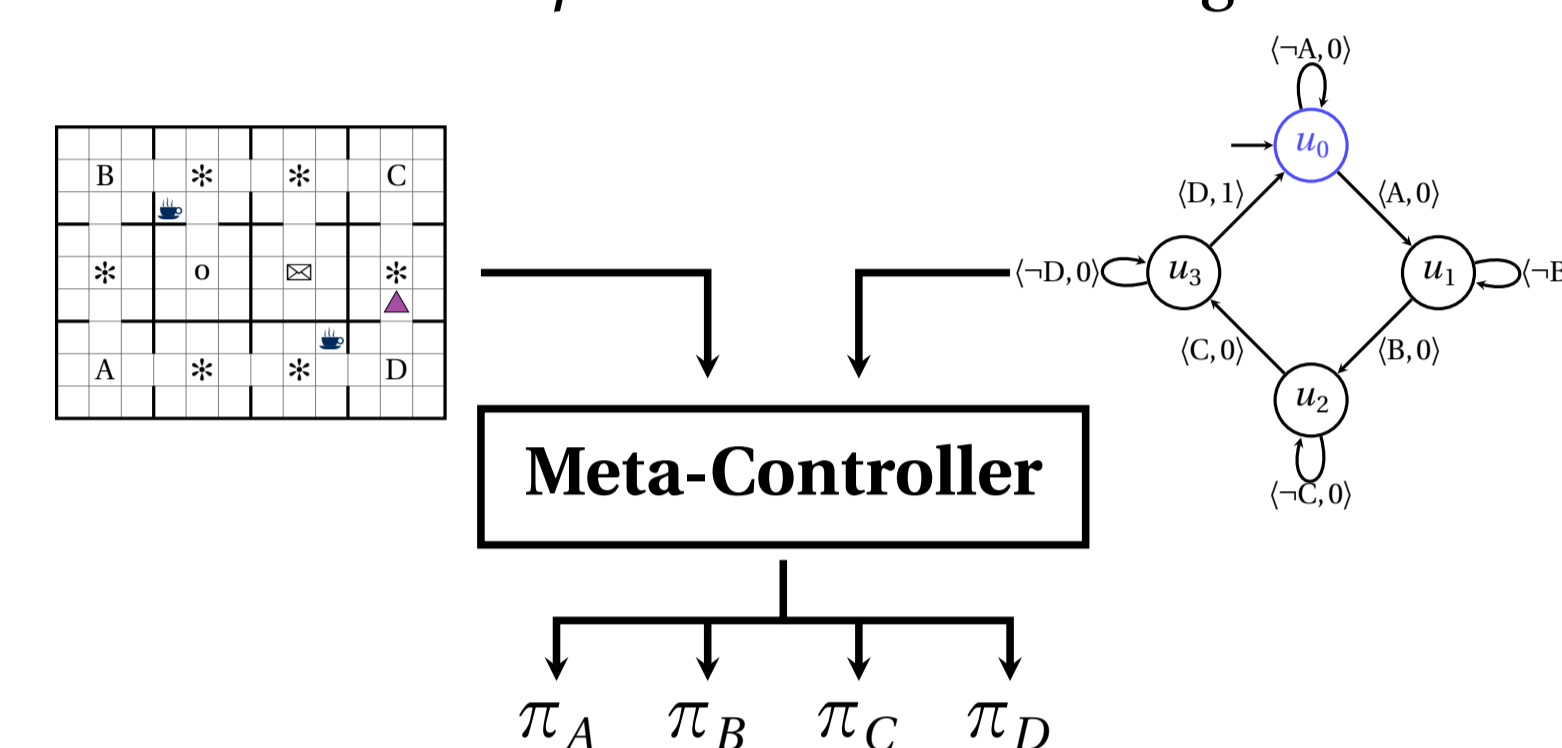 ⟨¬A,0⟩
u0
B * * C
⟨D,1⟩ ⟨A,0⟩
* o * ⟨¬D,0⟩ u3 u1 ⟨¬B
⟨C,0⟩ ⟨B,0⟩
A * * D
u2
Meta-Controller
⟨¬C,0⟩
πA πB πC πD